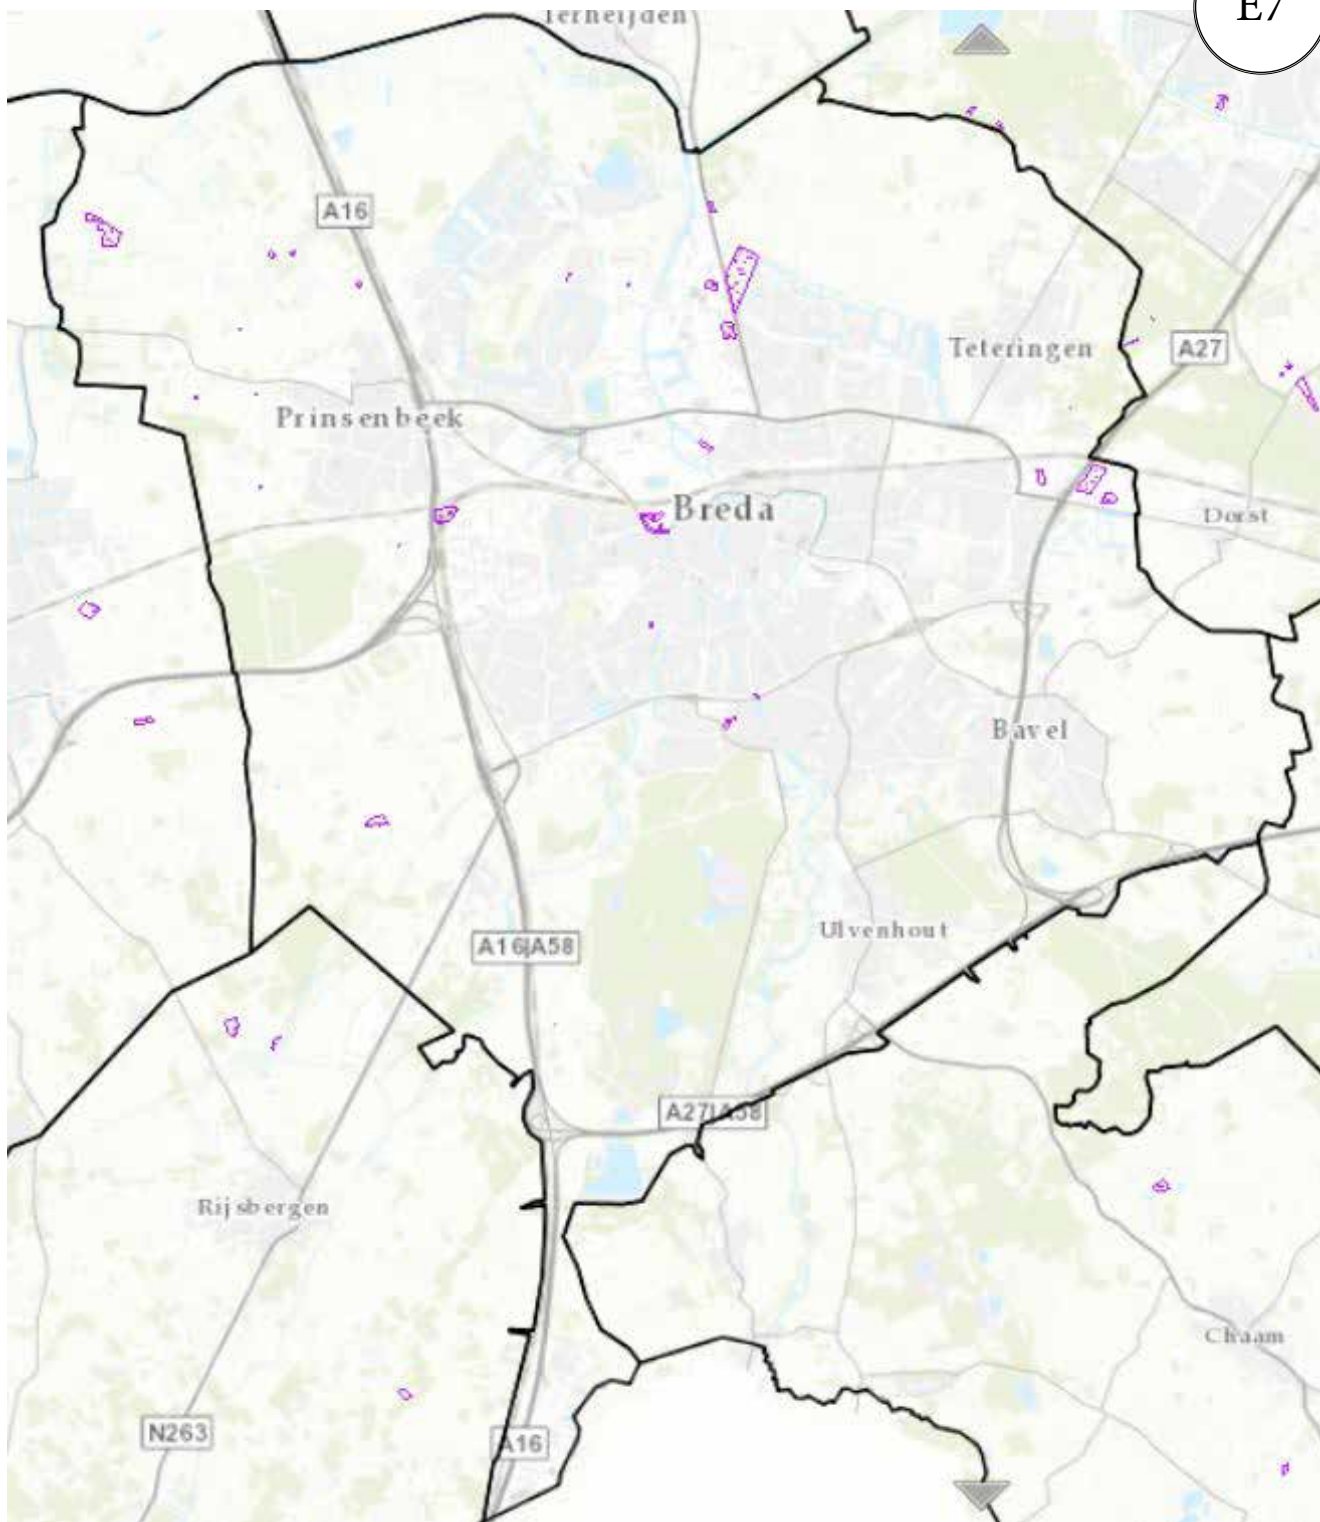 E7
Terheijden
A16
Teteringen
A27
Prinsenbeek
Breda
Dorst
Bavel
Ulvenhout
A16|A58
A27|A58
Rijsbergen
Chaam
N263
A16